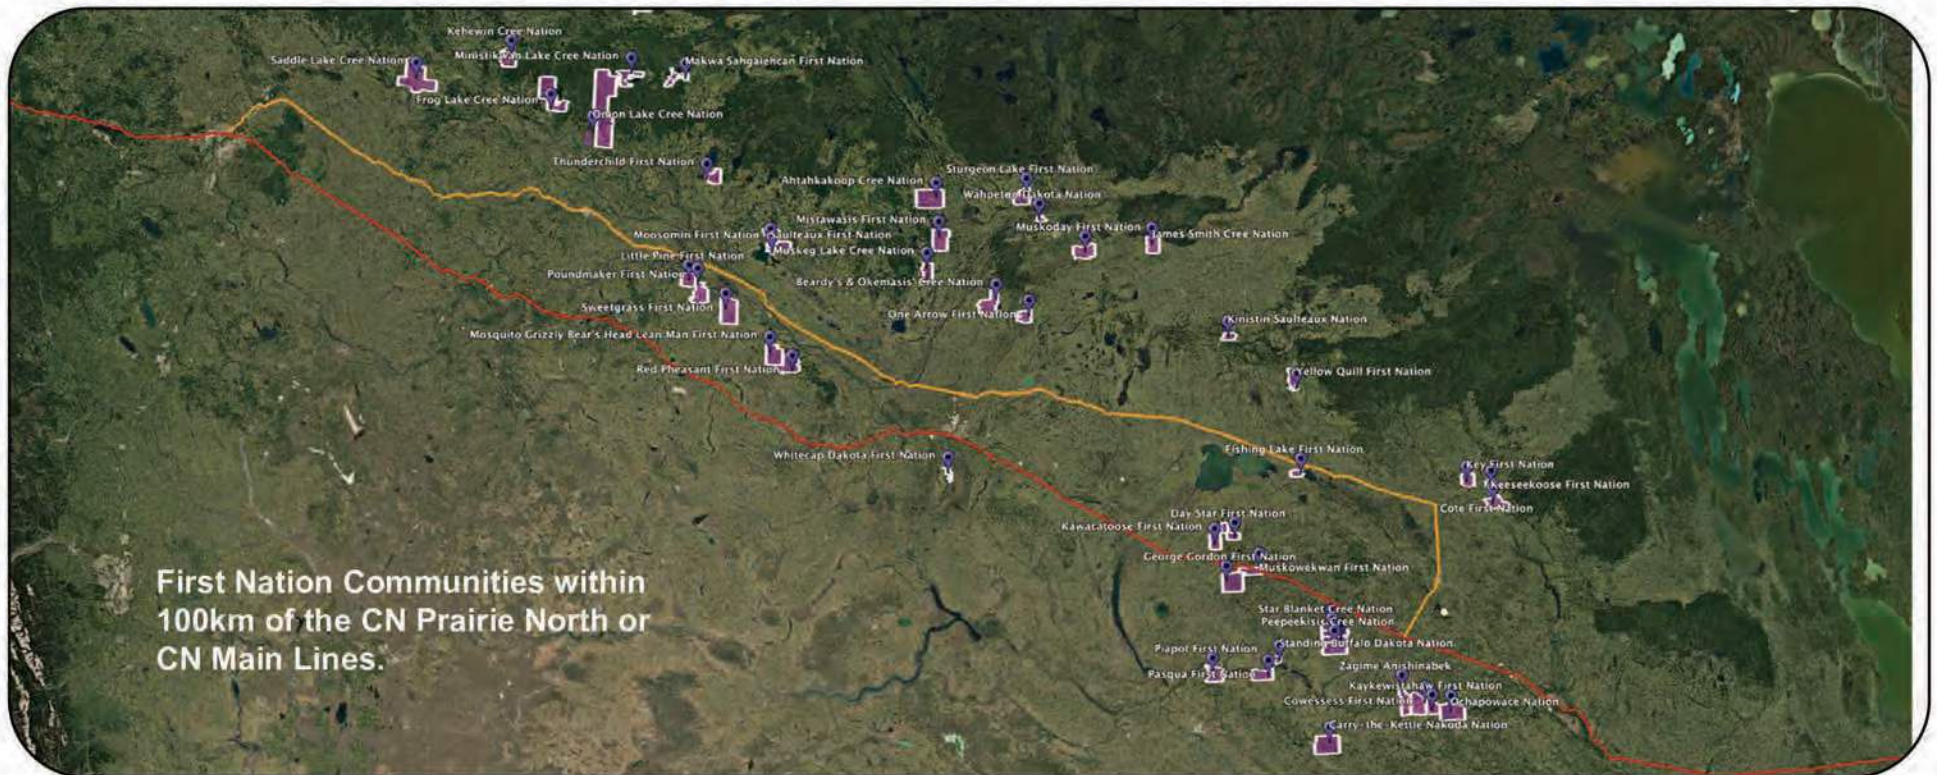 Kehewin Cree Nation
Saddle Lake Cree Nation
Ministikwan Lake Cree Nation
Makwa Sahgaiehcan First Nation
Frog Lake Cree Nation
Onion Lake Cree Nation
Thunderchild First Nation
Sturgeon Lake First Nation
Ahtahkakoop Cree Nation
Wahpeton Dakota Nation
Mistawasis First Nation
Muskoday First Nation
James Smith Cree Nation
Moosomin First Nation
Saulteaux First Nation
Muskeg Lake Cree Nation
Little Pine First Nation
Poundmaker First Nation
Beardy's & Okemasis Cree Nation
Sweetgrass First Nation
One Arrow First Nation
Kinistin Saulteaux Nation
Mosquito Grizzly Bear's Head Lean Man First Nation
Red Pheasant First Nation
Yellow Quill First Nation
Fishing Lake First Nation
Whitecap Dakota First Nation
Key First Nation
Keeseekoose First Nation
Cote First Nation
Day Star First Nation
Kawacatoose First Nation
George Gordon First Nation
Muskowekwan First Nation
First Nation Communities within
100km of the CN Prairie North or
CN Main Lines.
Star Blanket Cree Nation
Peepeekisis Cree Nation
Standing Buffalo Dakota Nation
Piapot First Nation
Zagime Anishinabek
Pasqua First Nation
Kaykewistahaw First Nation
Cowessess First Nation
Ochapowace Nation
Carry-the-Kettle Nakoda Nation